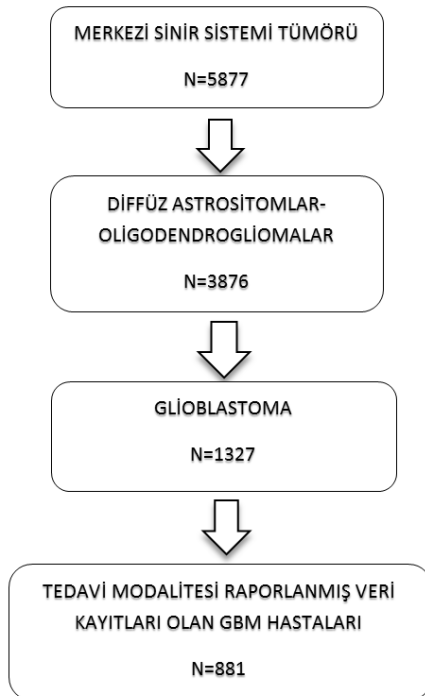 MERKEZİ SİNİR SİSTEMİ TÜMÖRÜ
N=5877
DİFFÜZ ASTROSİTOMLAR-
OLİGODENDROGLİOMALAR
N=3876
GLİOBLASTOMA
N=1327
TEDAVİ MODALİTESİ RAPORLANMIŞ VERİ
KAYITLARI OLAN GBM HASTALARI
N=881